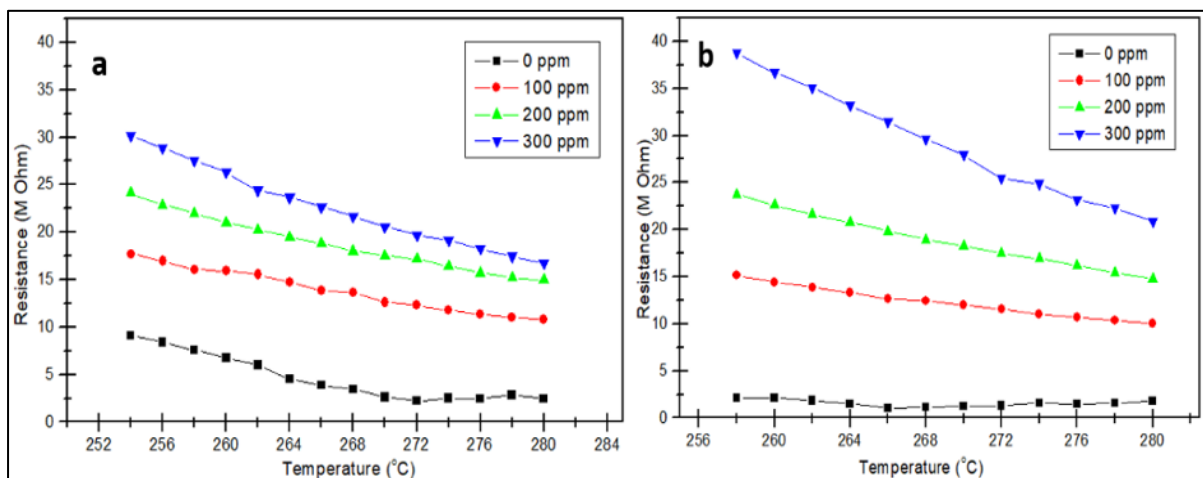 a
0 ppm
100 ppm
200 ppm
300 ppm
40
35
30
25
20
15
10
5
0
Resistance (M Ohm)
252 256 260 264 268 272 276 280 284
Temperature (°C)
b
0 ppm
100 ppm
200 ppm
300 ppm
40
35
30
25
20
15
10
5
0
Resistance (M Ohm)
256 260 264 268 272 276 280
Temperature (°C)